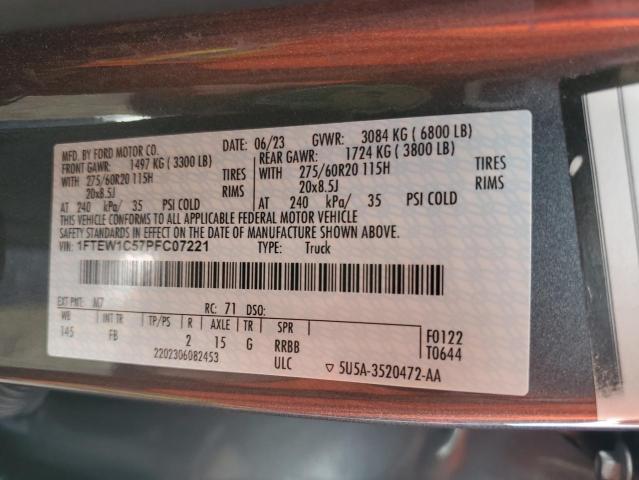 MFD. BY FORD MOTOR CO.
DATE: 06/23 GVWR: 3084 KG (6800 LB)
FRONT GAWR: 1497 KG (3300 LB)
REAR GAWR: 1724 KG (3800 LB)
WITH 275/60R20 115H TIRES
WITH 275/60R20 115H TIRES
20x8.5J RIMS
20x8.5J RIMS
AT 240 kPa/ 35 PSI COLD
AT 240 kPa/ 35 PSI COLD
THIS VEHICLE CONFORMS TO ALL APPLICABLE FEDERAL MOTOR VEHICLE
SAFETY STANDARDS IN EFFECT ON THE DATE OF MANUFACTURE SHOWN ABOVE.
VIN: 1FTEW1C57PFC07221 TYPE: Truck
EXT PNT: M7 RC: 71 DSO:
WB INT TR TP/PS R AXLE TR SPR
145 FB 2 15 G RRBB
ULC
F0122
T0644
2202306082453
▽ 5U5A-3520472-AA